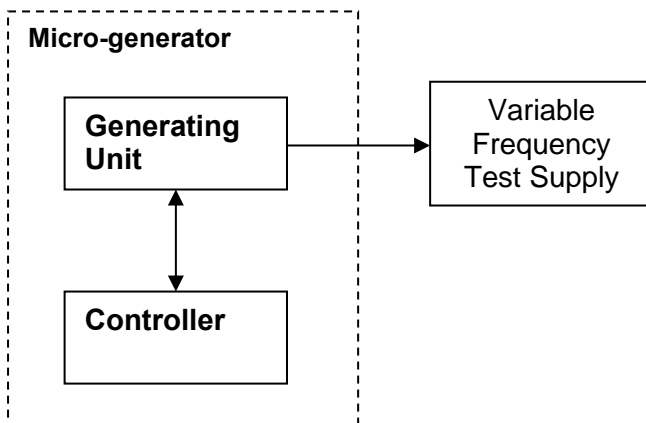 Micro-generator
Generating
Unit
Variable
Frequency
Test Supply
Controller